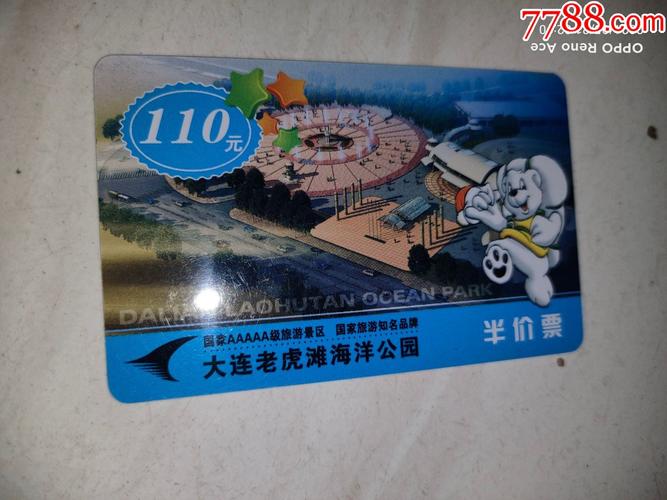 7788.com
OPPO Reno Ace
110元
DALIAN LAOHUTAN OCEAN PARK
国家AAAAA级旅游景区 国家旅游知名品牌
大连老虎滩海洋公园
半价票